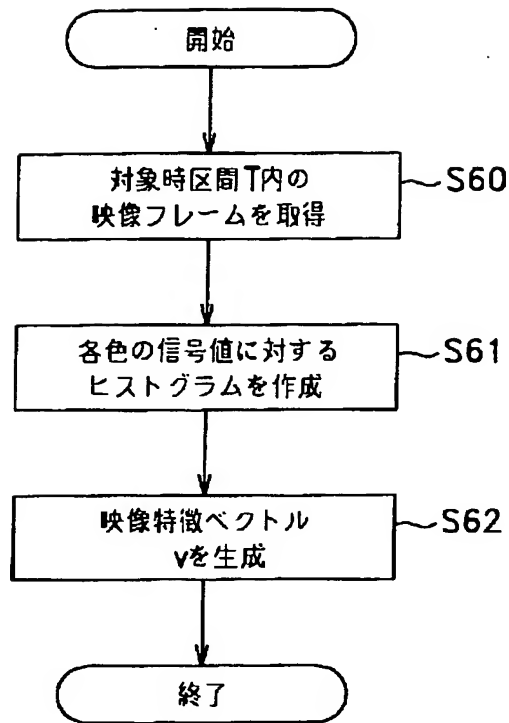 開始
対象時区間T内の
映像フレームを取得
S60
各色の信号値に対する
ヒストグラムを作成
S61
映像特徴ベクトル
vを生成
S62
終了